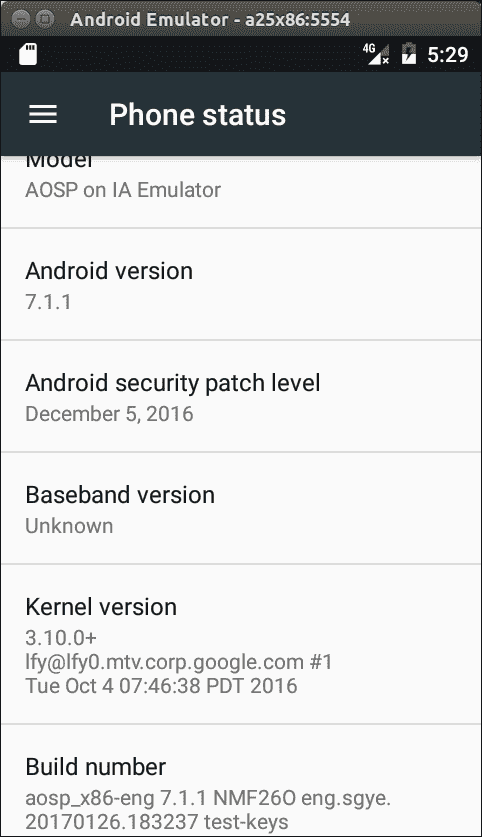 Android Emulator - a25x86:5554
4G 5:29
Phone status
Model
AOSP on IA Emulator
Android version
7.1.1
Android security patch level
December 5, 2016
Baseband version
Unknown
Kernel version
3.10.0+
lfy@lfy0.mtv.corp.google.com #1
Tue Oct 4 07:46:38 PDT 2016
Build number
aosp_x86-eng 7.1.1 NMF26O eng.sgye.
20170126.183237 test-keys